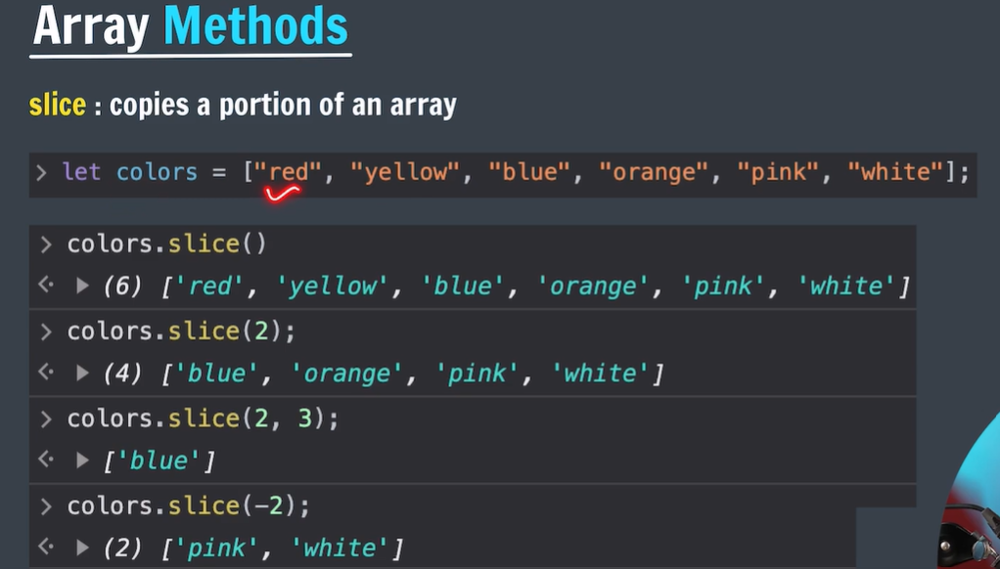 Array Methods
slice : copies a portion of an array
> let colors = ["red", "yellow", "blue", "orange", "pink", "white"];
> colors.slice()
<· ▶ (6) ['red', 'yellow', 'blue', 'orange', 'pink', 'white']
> colors.slice(2);
<· ▶ (4) ['blue', 'orange', 'pink', 'white']
> colors.slice(2, 3);
<· ▶ ['blue']
> colors.slice(−2);
<· ▶ (2) ['pink', 'white']